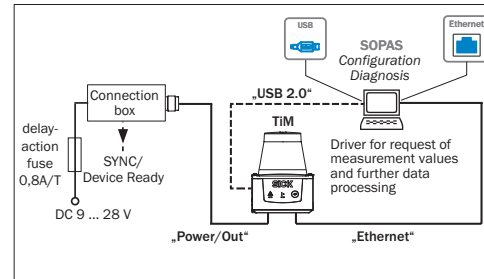 USB
Ethernet
SOPAS
Configuration
Diagnosis
Connection
box
„USB 2.0“
TiM
delay-
action
fuse
0,8A/T
SYNC/
Device Ready
Driver for request of
measurement values
and further data
processing
SICK
DC 9 ... 28 V
„Power/Out“
„Ethernet“